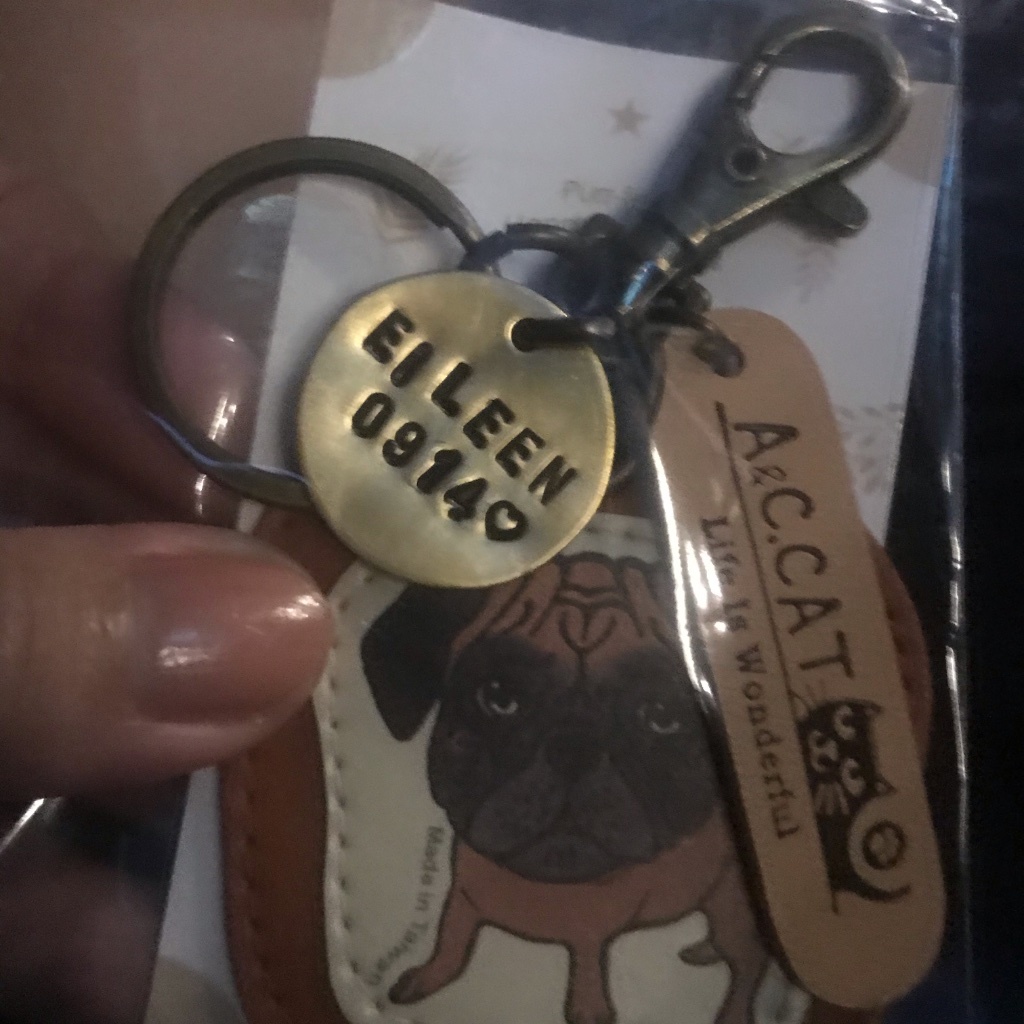 EILEEN
0914♡
A&C.CAT
Life Is Wonderful
Made in Taiwan